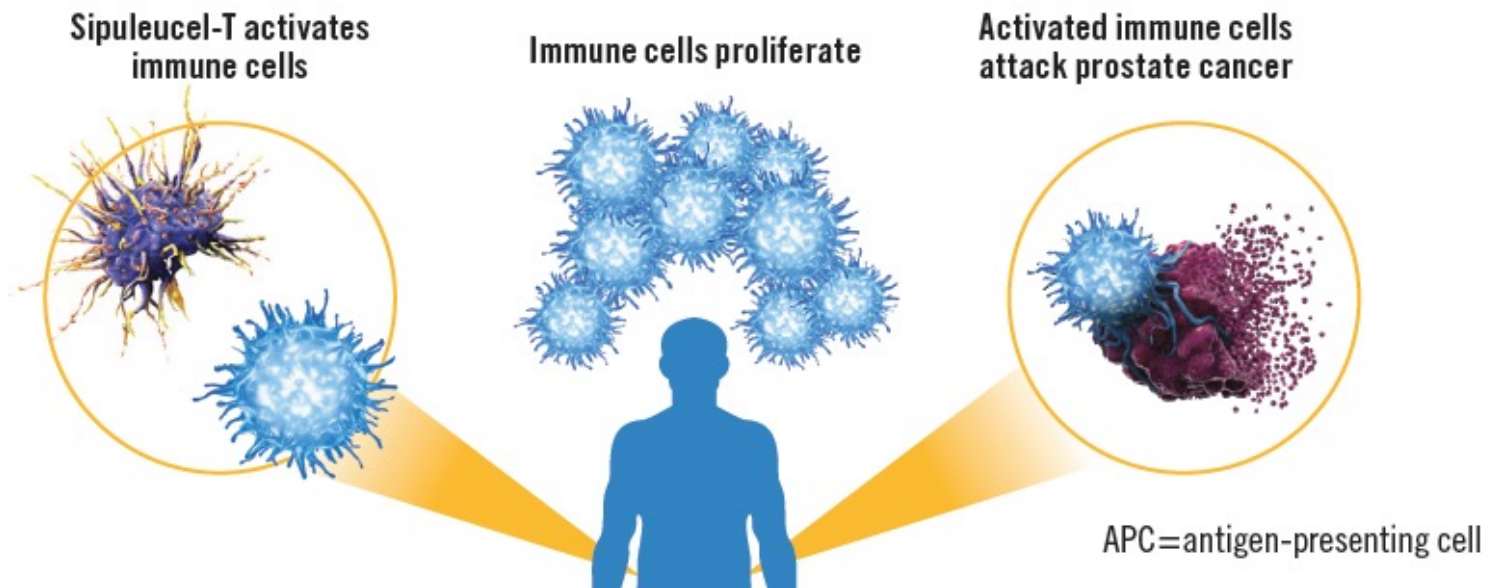 Sipuleucel-T activates
immune cells
Immune cells proliferate
Activated immune cells
attack prostate cancer
APC=antigen-presenting cell